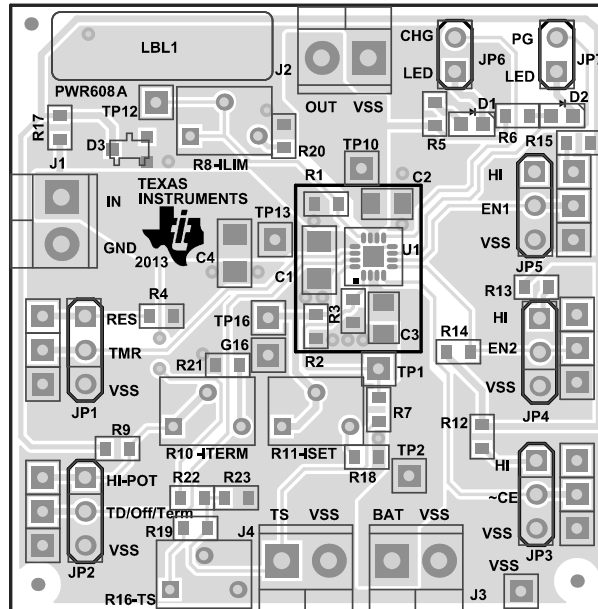 LBL1
CHG
PG
JP6
JP7
J2
LED
LED
PWR608A
TP12
OUT
VSS
D1
D2
R17
D3
R8-ILIM
R20
R5
R6
R15
J1
TP10
TEXAS
INSTRUMENTS
R1
C2
HI
IN
TP13
EN1
U1
GND
2013
C4
C1
VSS
JP5
R13
R4
RES
TP16
R3
HI
C3
TMR
G16
R2
R14
EN2
R21
TP1
VSS
VSS
JP1
JP4
R7
R9
R10-ITERM
R11-ISET
R12
TP2
R18
HI
HI-POT
R22
R23
~CE
TD/Off/Term
TS
VSS
BAT
VSS
R19
J4
VSS
VSS
JP2
JP3
VSS
R16-TS
J3